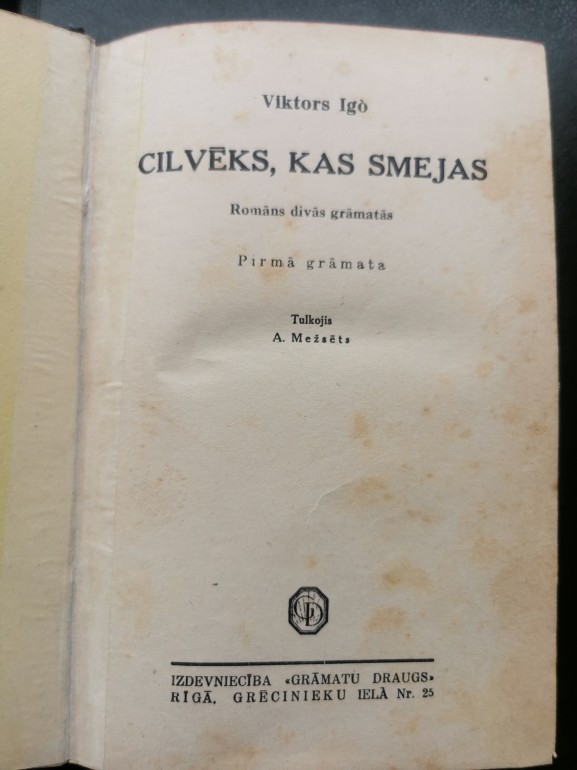 Viktors Igò
CILVĒKS, KAS SMEJAS
Romāns divās grāmatās
Pirmā grāmata
Tulkojis
A. Mežsēts
GD
IZDEVNIECĪBA «GRĀMATU DRAUGS»
RĪGĀ, GRĒCINIEKU IELĀ Nr. 25